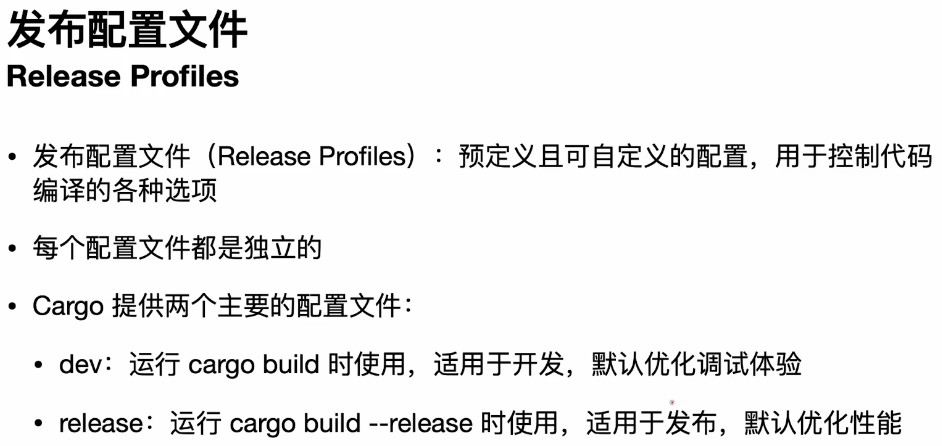 发布配置文件
Release Profiles
• 发布配置文件（Release Profiles）：预定义且可自定义的配置，用于控制代码
编译的各种选项
• 每个配置文件都是独立的
• Cargo 提供两个主要的配置文件：
• dev：运行 cargo build 时使用，适用于开发，默认优化调试体验
• release：运行 cargo build --release 时使用，适用于发布，默认优化性能